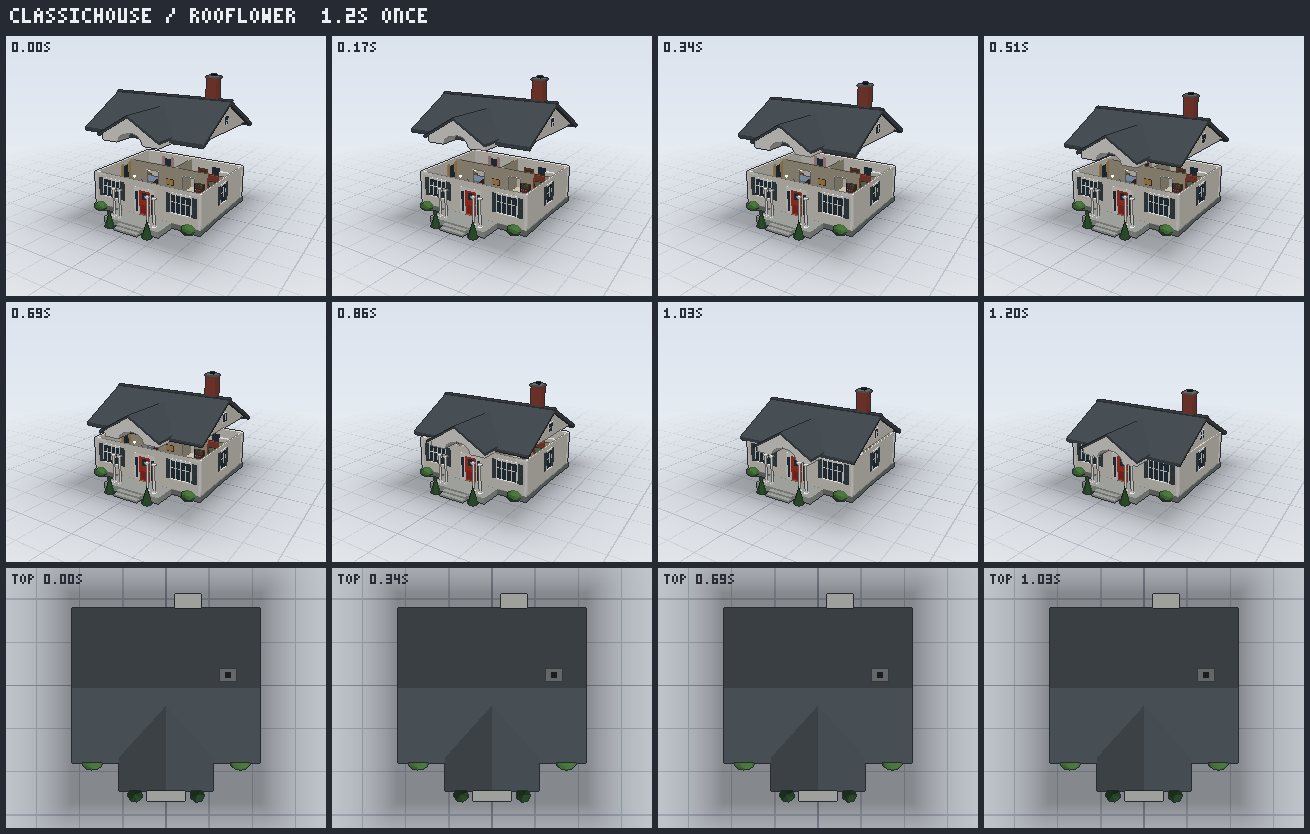 CLASSICHOUSE / ROOFLOWER 1.2S ONCE
0.00S
0.17S
0.34S
0.51S
0.69S
0.86S
1.03S
1.20S
TOP 0.00S
TOP 0.34S
TOP 0.69S
TOP 1.03S